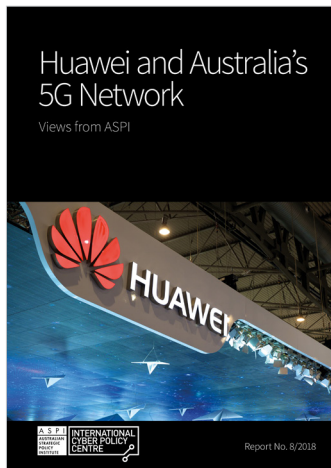 Huawei and Australia's
5G Network
Views from ASPI
HUAWEI
ASPI
AUSTRALIAN
STRATEGIC
POLICY
INSTITUTE
INTERNATIONAL
CYBER POLICY
CENTRE
Report No. 8/2018